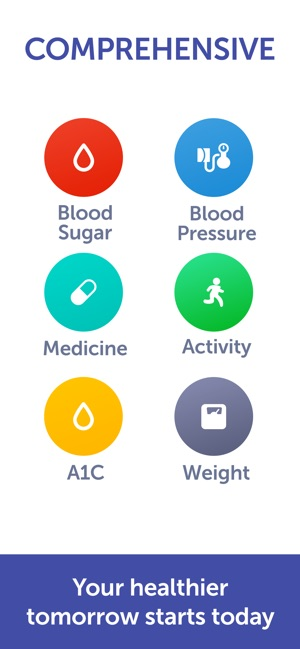 COMPREHENSIVE
Blood
Sugar
Blood
Pressure
Medicine
Activity
A1C
Weight
Your healthier
tomorrow starts today